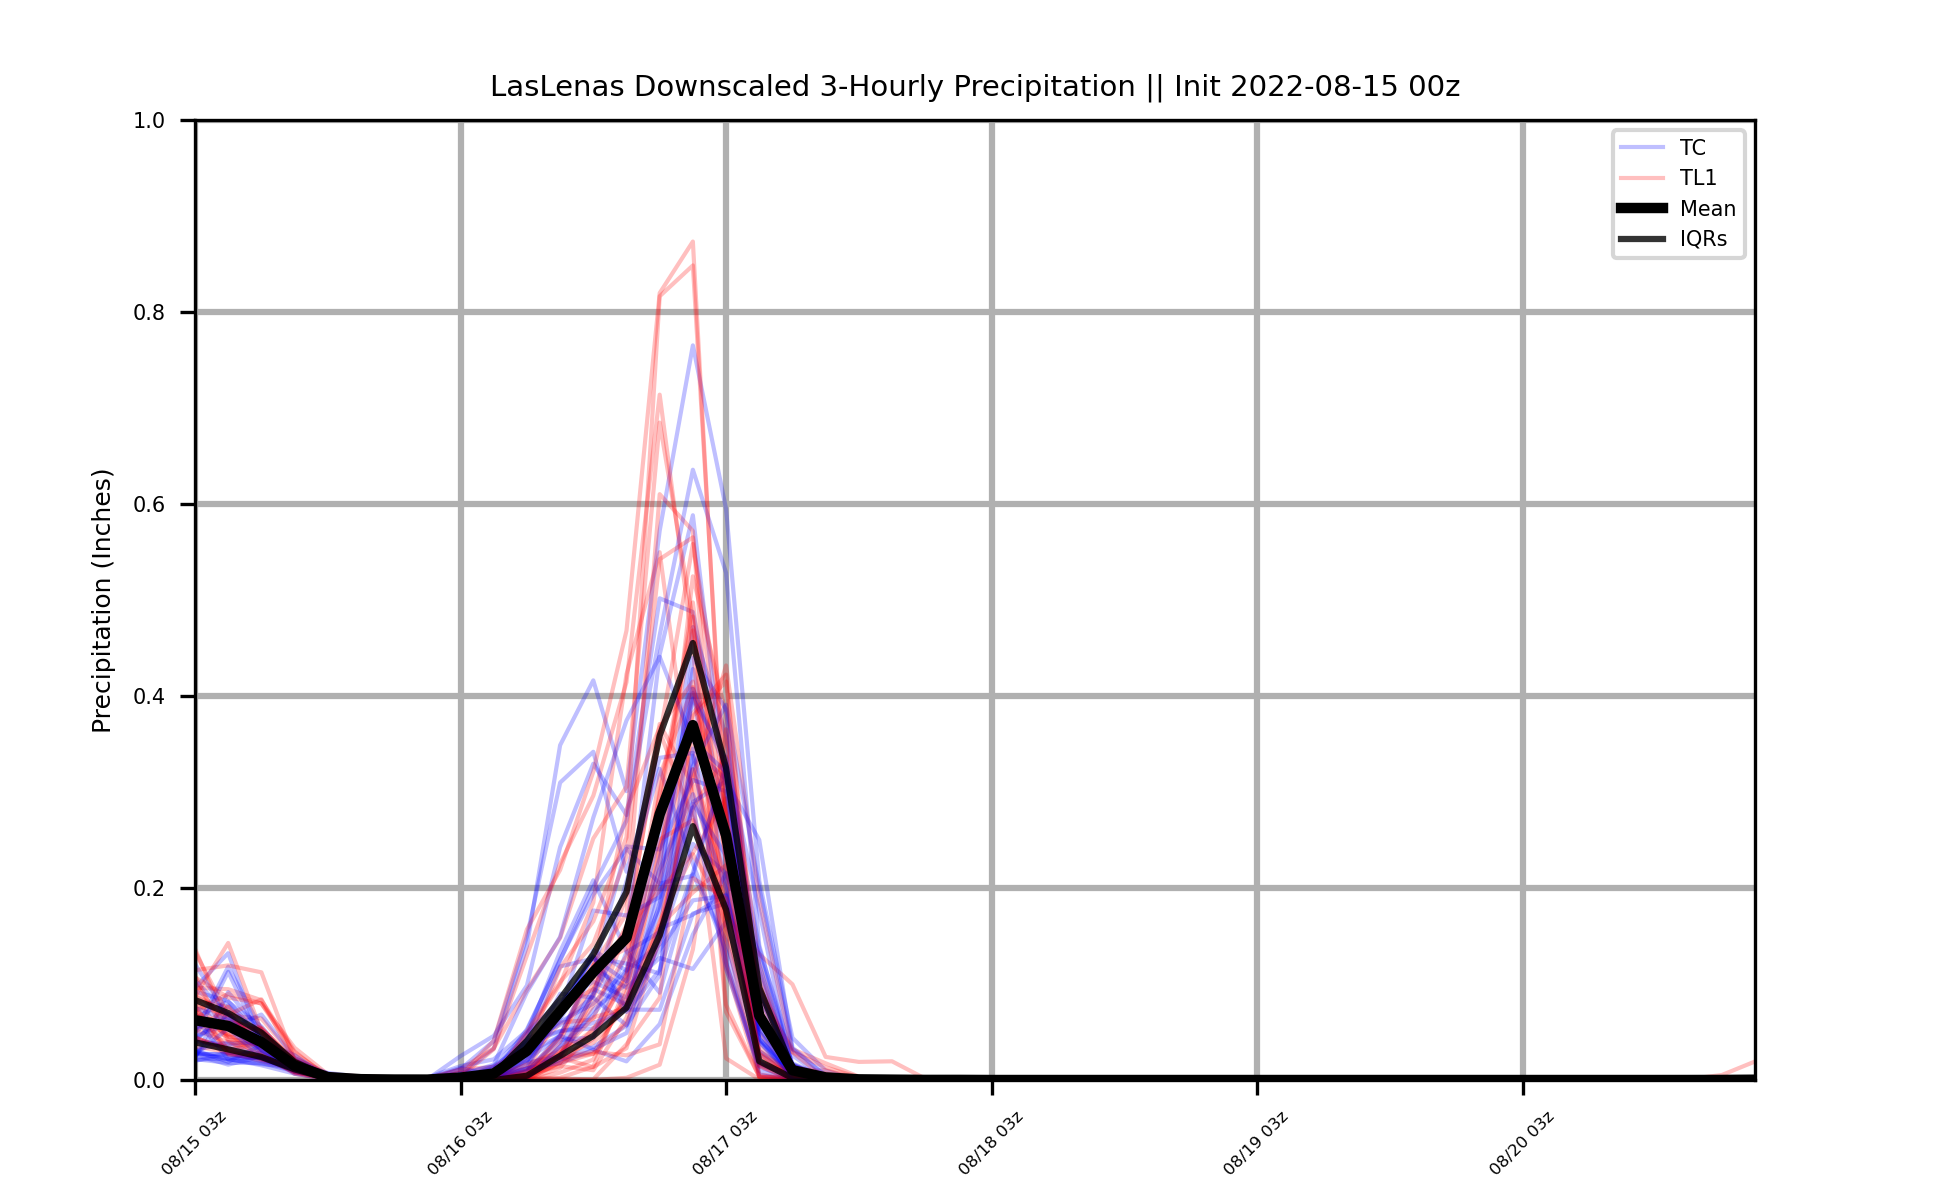 LasLenas Downscaled 3-Hourly Precipitation || Init 2022-08-15 00z
Precipitation (Inches)
1.0
0.8
0.6
0.4
0.2
0.0
TC
TL1
Mean
IQRs
08/15 03z
08/16 03z
08/17 03z
08/18 03z
08/19 03z
08/20 03z